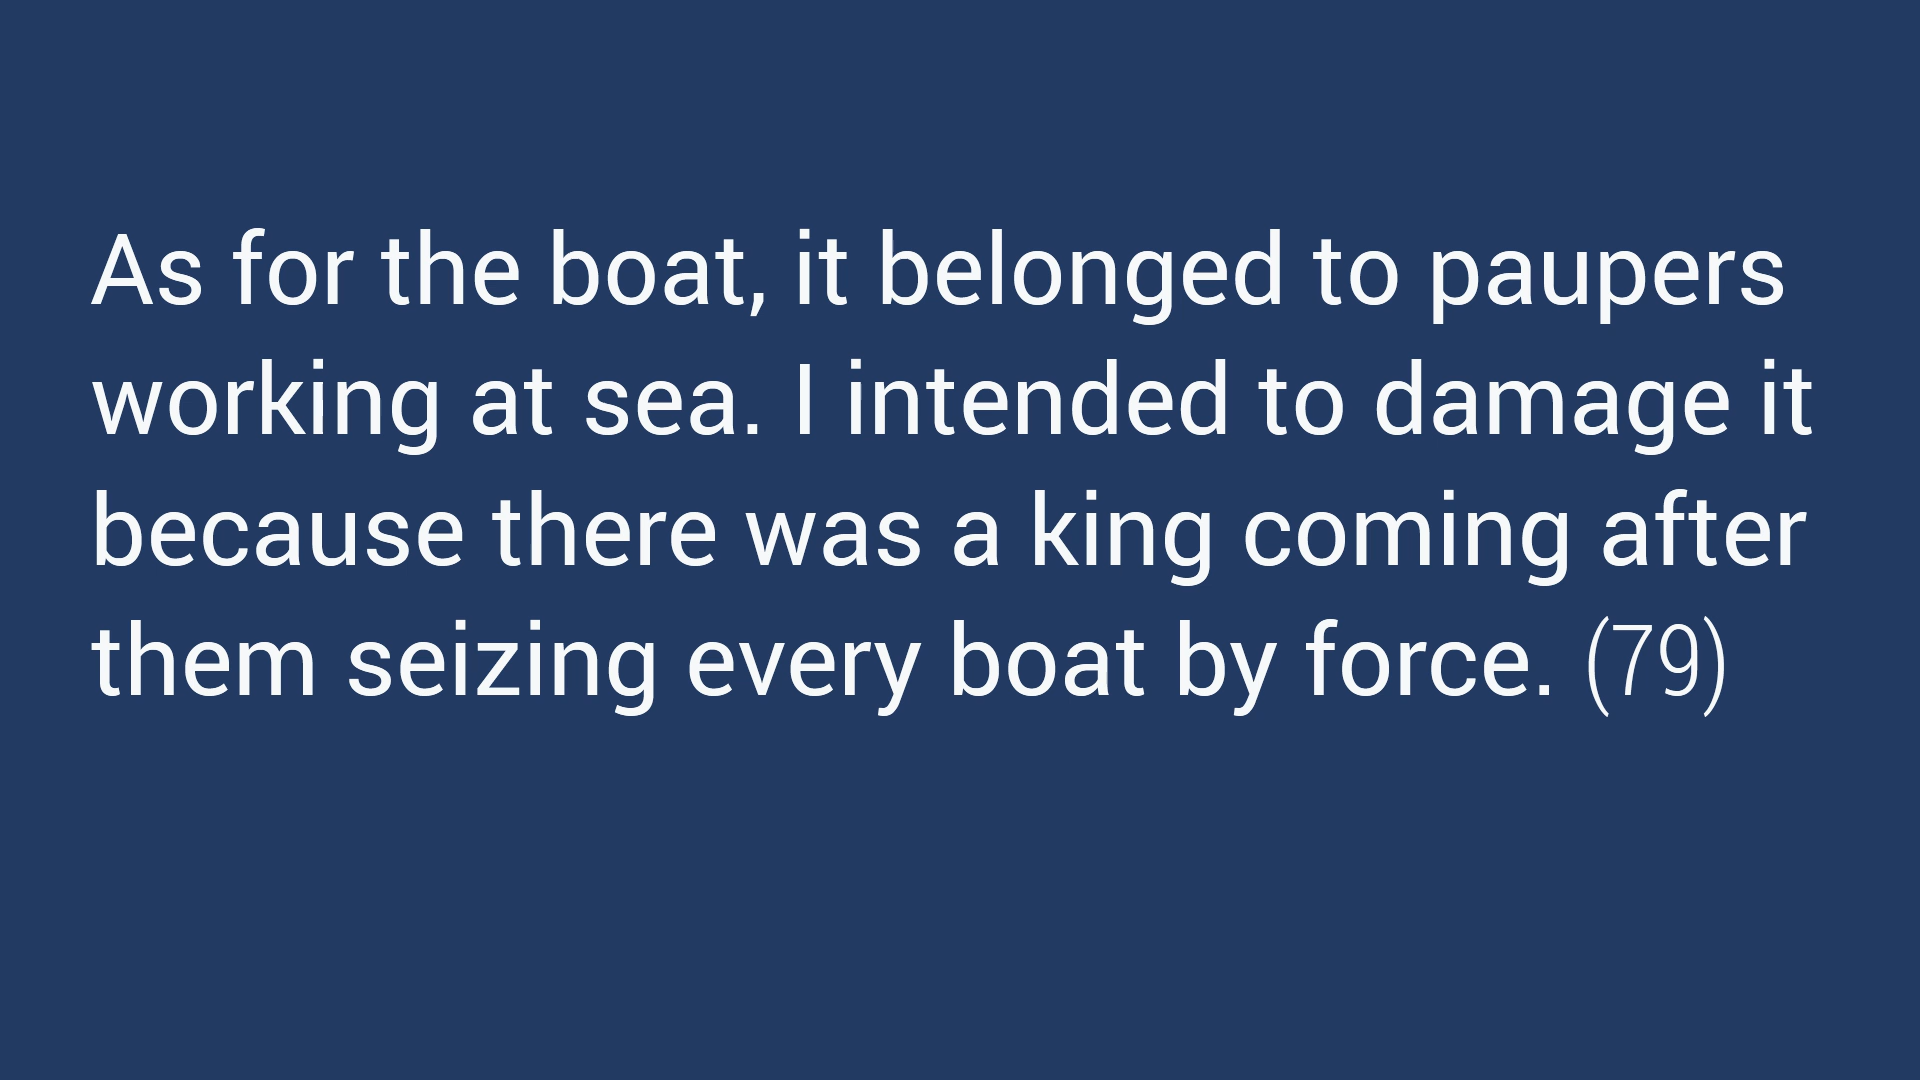 As for the boat, it belonged to paupers
working at sea. I intended to damage it
because there was a king coming after
them seizing every boat by force. (79)